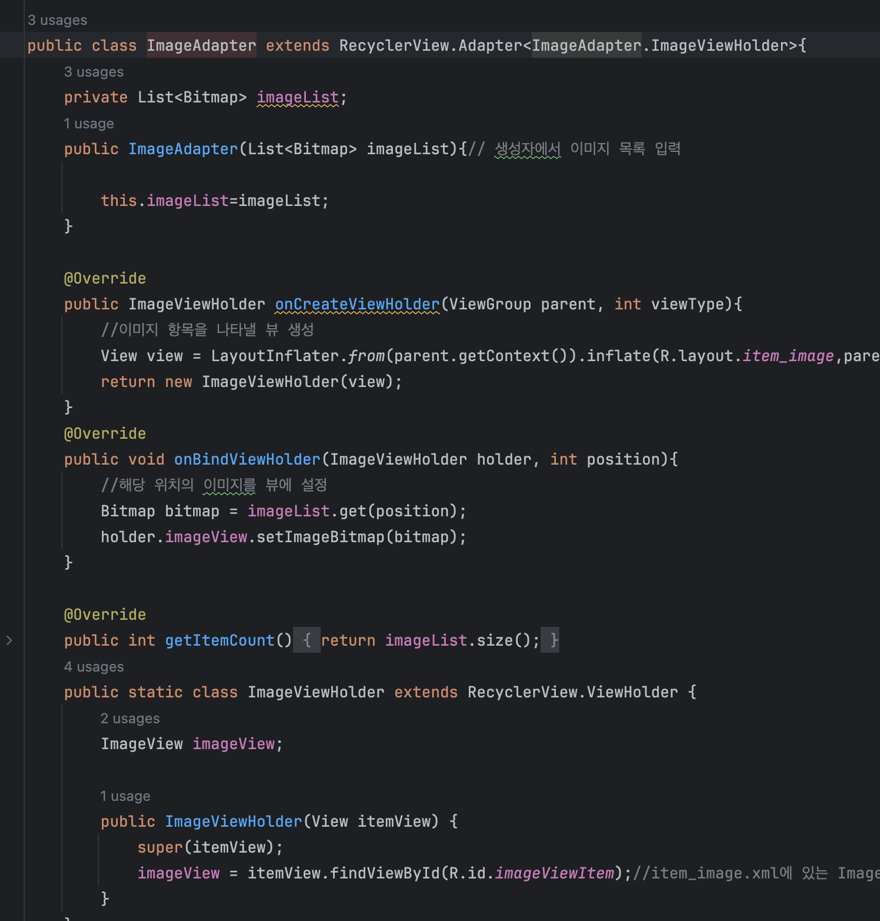 3 usages
public class ImageAdapter extends RecyclerView.Adapter<ImageAdapter.ImageViewHolder>{
3 usages
private List<Bitmap> imageList;
1 usage
public ImageAdapter(List<Bitmap> imageList){// 생성자에서 이미지 목록 입력
this.imageList=imageList;
}
@Override
public ImageViewHolder onCreateViewHolder(ViewGroup parent, int viewType){
//이미지 항목을 나타낼 뷰 생성
View view = LayoutInflater.from(parent.getContext()).inflate(R.layout.item_image,pare
return new ImageViewHolder(view);
}
@Override
public void onBindViewHolder(ImageViewHolder holder, int position){
//해당 위치의 이미지를 뷰에 설정
Bitmap bitmap = imageList.get(position);
holder.imageView.setImageBitmap(bitmap);
}
@Override
public int getItemCount() { return imageList.size(); }
4 usages
public static class ImageViewHolder extends RecyclerView.ViewHolder {
2 usages
ImageView imageView;
1 usage
public ImageViewHolder(View itemView) {
super(itemView);
imageView = itemView.findViewById(R.id.imageViewItem);//item_image.xml에 있는 Image
}